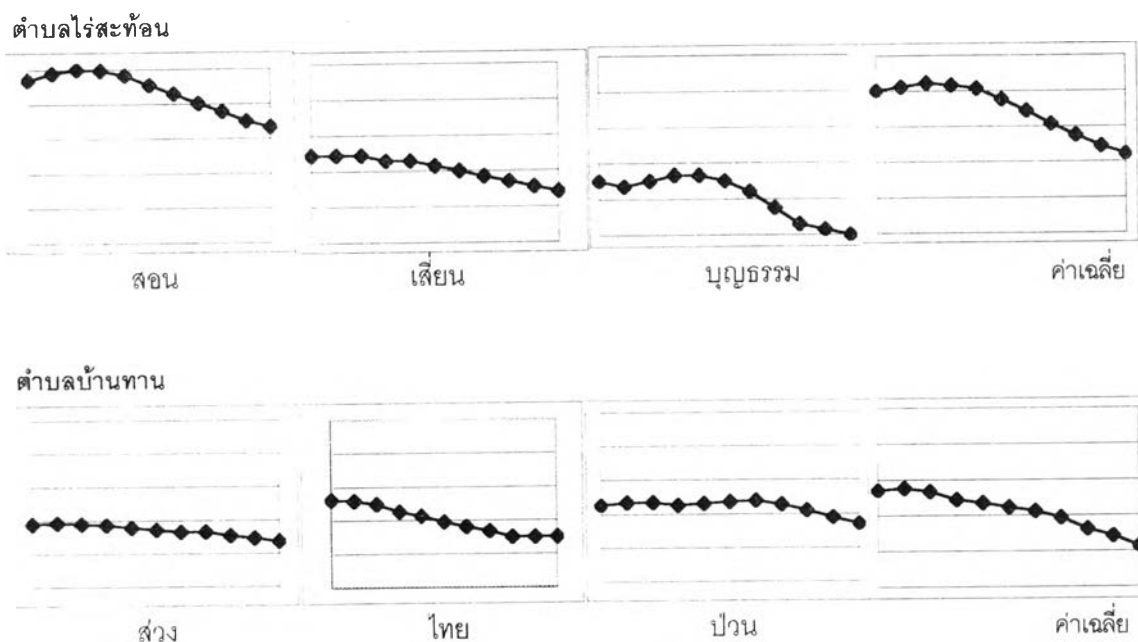 ตำบลไร่สะท้อน
สอน เสี่ยน บุญธรรม ค่าเฉลี่ย
ตำบลบ้านทาน
ส่วง ไทย ป่วน ค่าเฉลี่ย